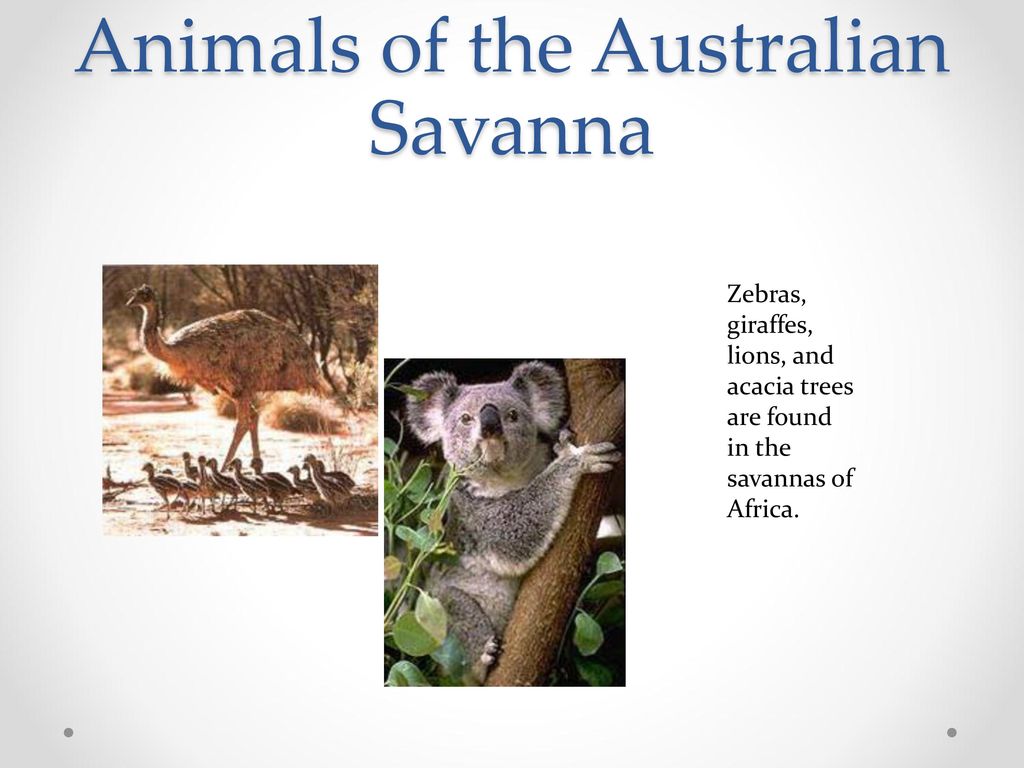 Animals of the Australian
Savanna
Zebras,
giraffes,
lions, and
acacia trees
are found
in the
savannas of
Africa.